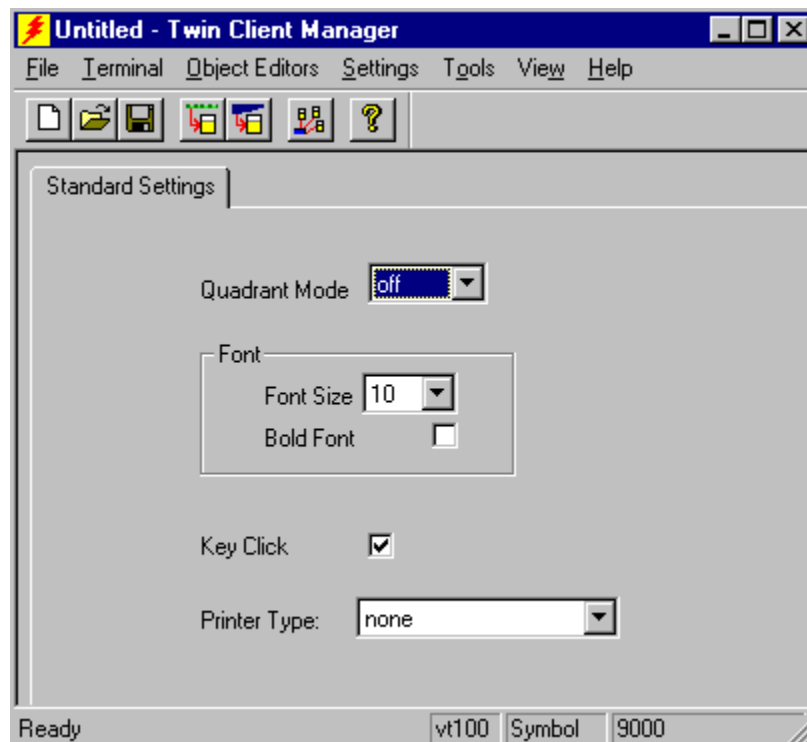 Untitled - Twin Client Manager
File Terminal Object Editors Settings Tools View Help
Standard Settings
Quadrant Mode off
Font
Font Size 10
Bold Font
Key Click
Printer Type: none
Ready vt100 Symbol 9000